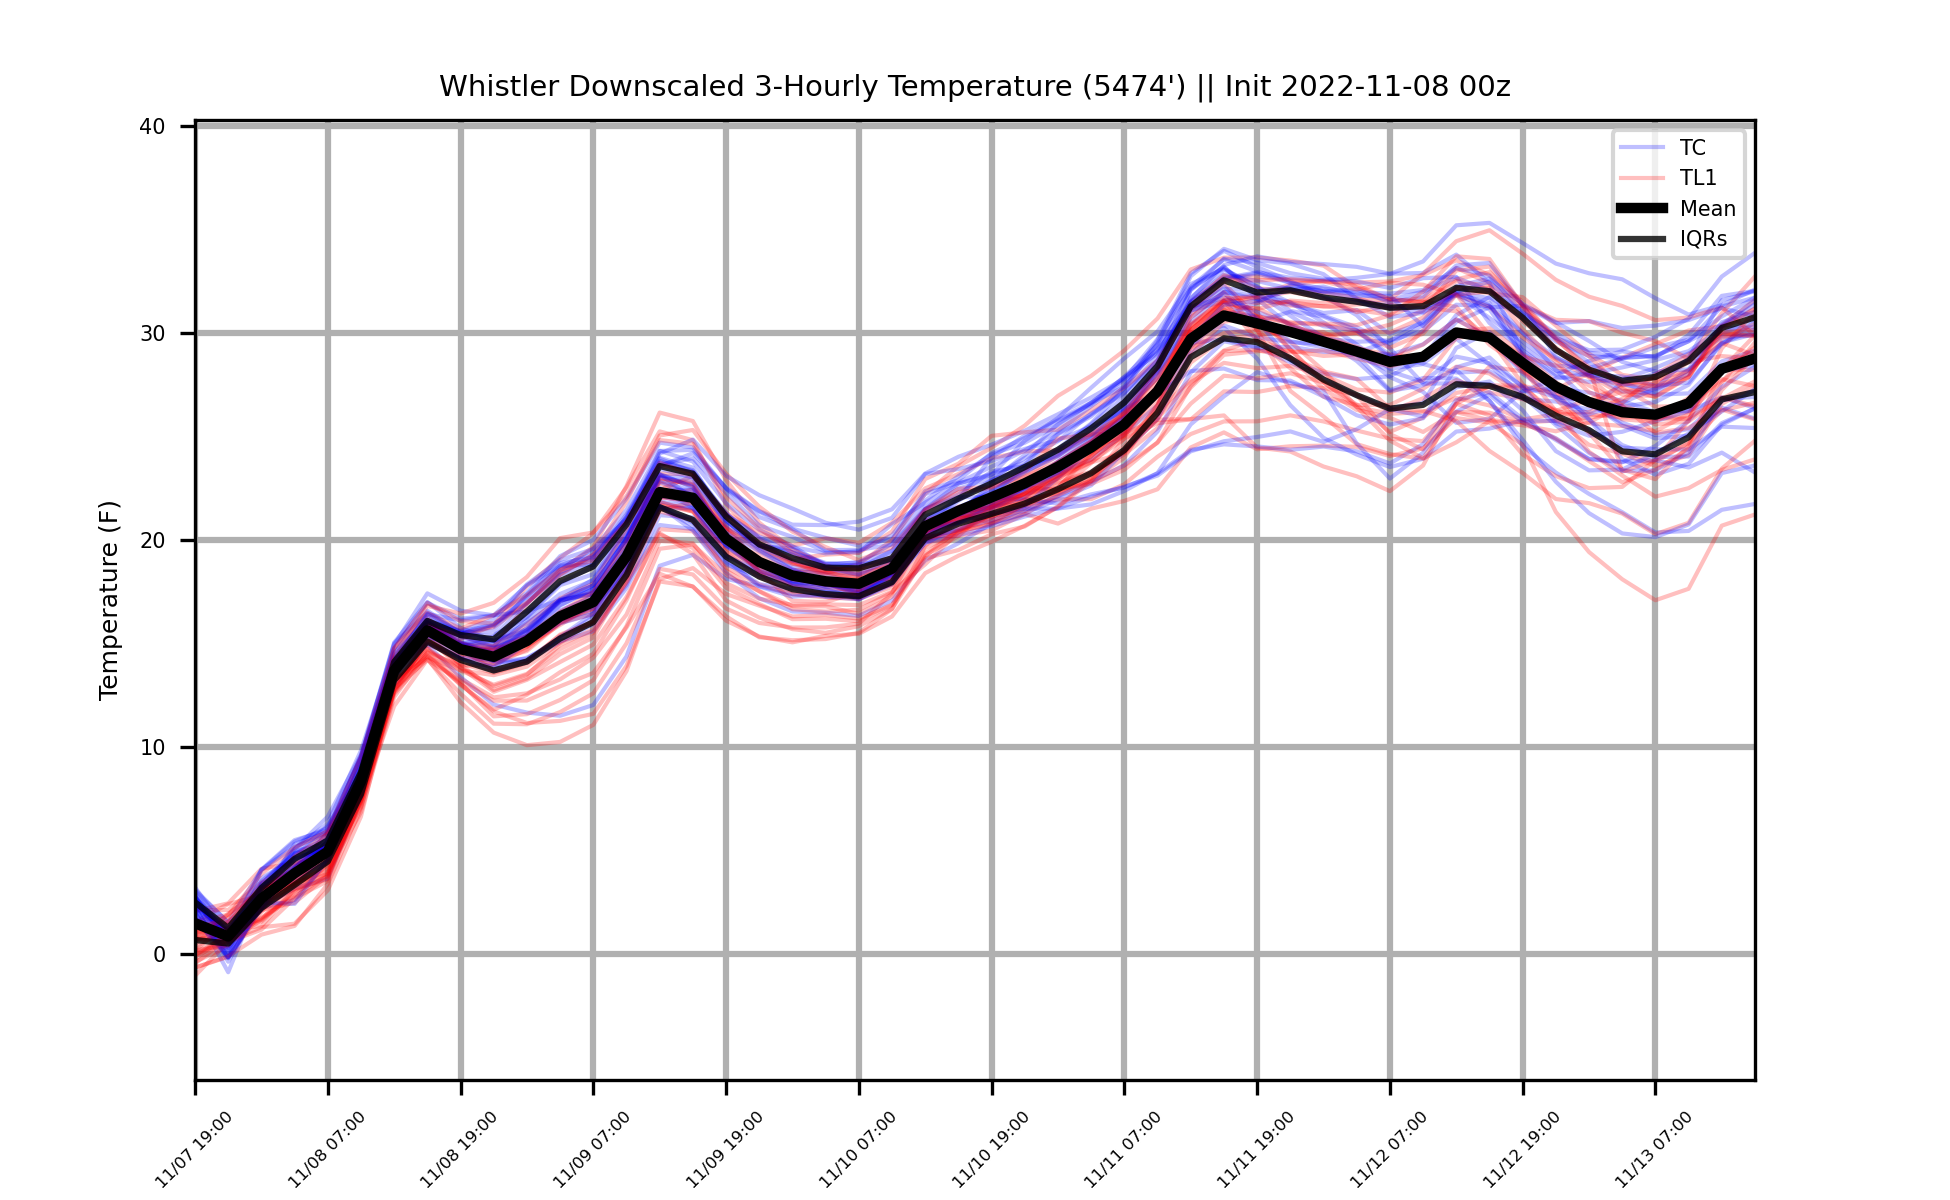 Whistler Downscaled 3-Hourly Temperature (5474') || Init 2022-11-08 00z
TC
TL1
Mean
IQRs
Temperature (F)
40
30
20
10
0
11/07 19:00
11/08 07:00
11/08 19:00
11/09 07:00
11/09 19:00
11/10 07:00
11/10 19:00
11/11 07:00
11/11 19:00
11/12 07:00
11/12 19:00
11/13 07:00